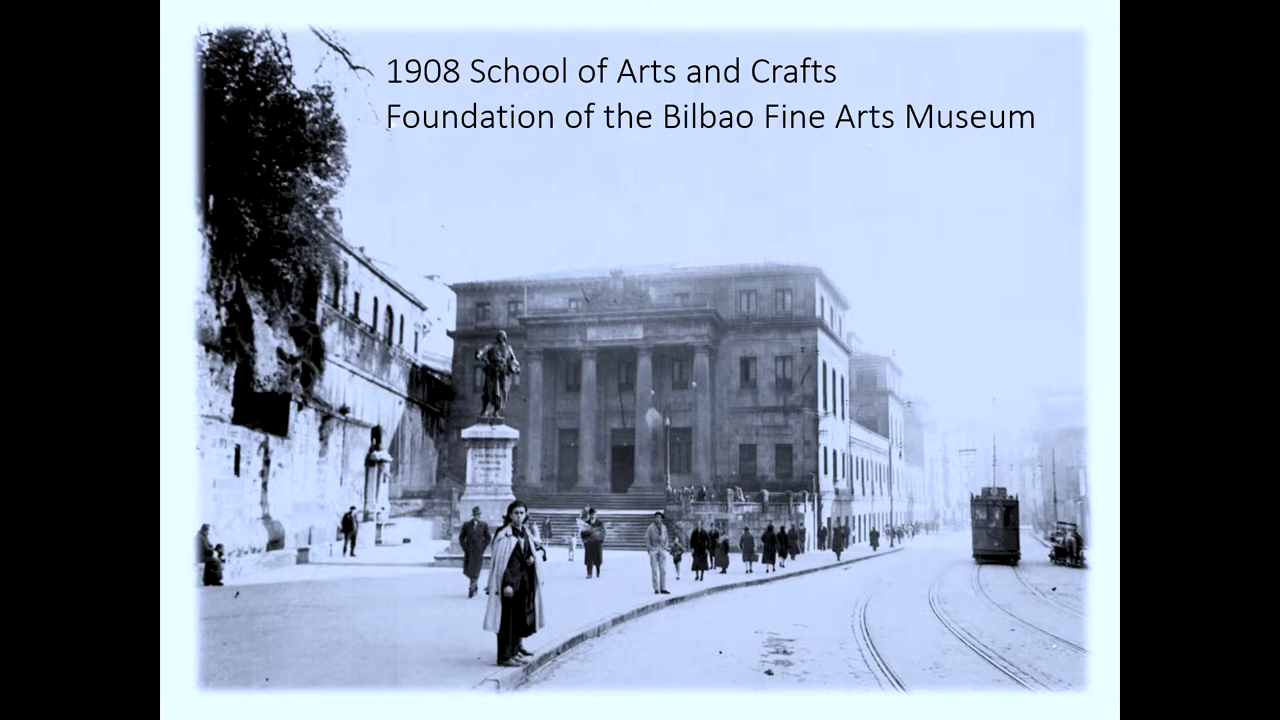 1908 School of Arts and Crafts
Foundation of the Bilbao Fine Arts Museum